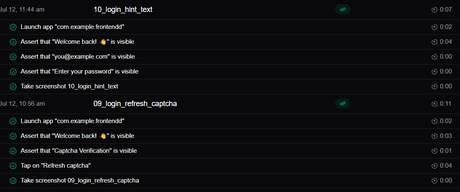 Jul 12, 11:44 am 10_login_hint_text 0:07
Launch app "com.example.frontendd" 0:02
Assert that "Welcome back! 👋" is visible 0:04
Assert that "you@example.com" is visible 0:00
Assert that "Enter your password" is visible 0:00
Take screenshot 10_login_hint_text 0:00
Jul 12, 10:56 am 09_login_refresh_captcha 0:11
Launch app "com.example.frontendd" 0:02
Assert that "Welcome back! 👋" is visible 0:03
Assert that "Captcha Verification" is visible 0:01
Tap on "Refresh captcha" 0:04
Take screenshot 09_login_refresh_captcha 0:00